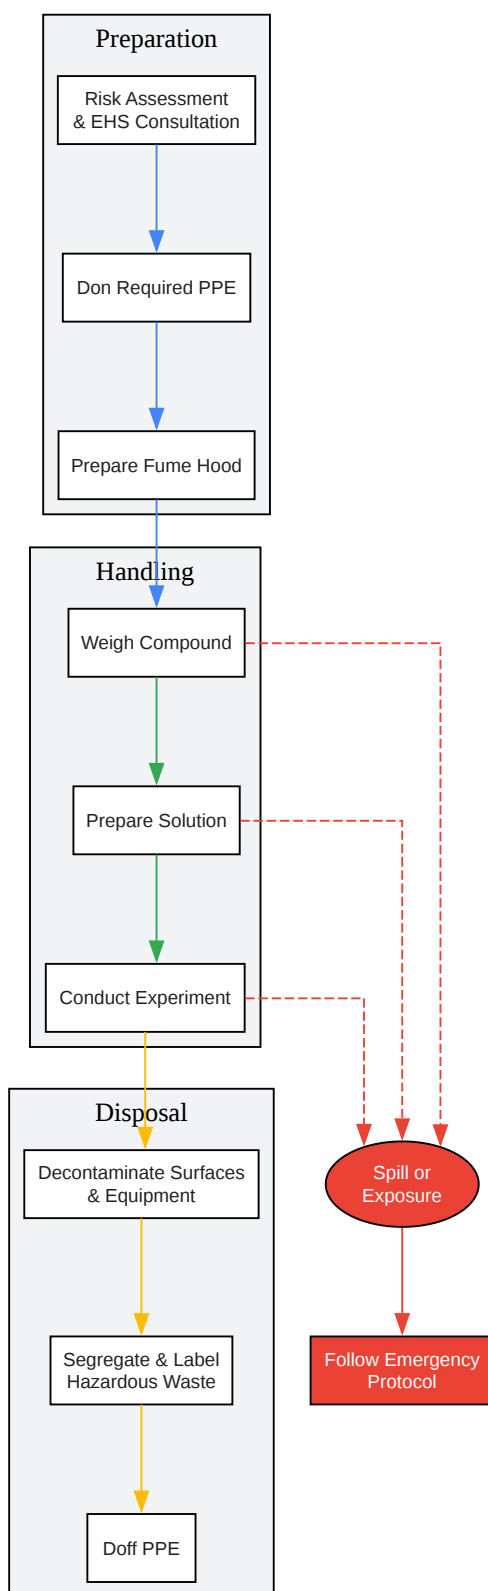 Preparation
Risk Assessment
& EHS Consultation
Don Required PPE
Prepare Fume Hood
Handling
Weigh Compound
Prepare Solution
Conduct Experiment
Disposal
Decontaminate Surfaces
& Equipment
Spill or
Exposure
Segregate & Label
Hazardous Waste
Follow Emergency
Protocol
Doff PPE